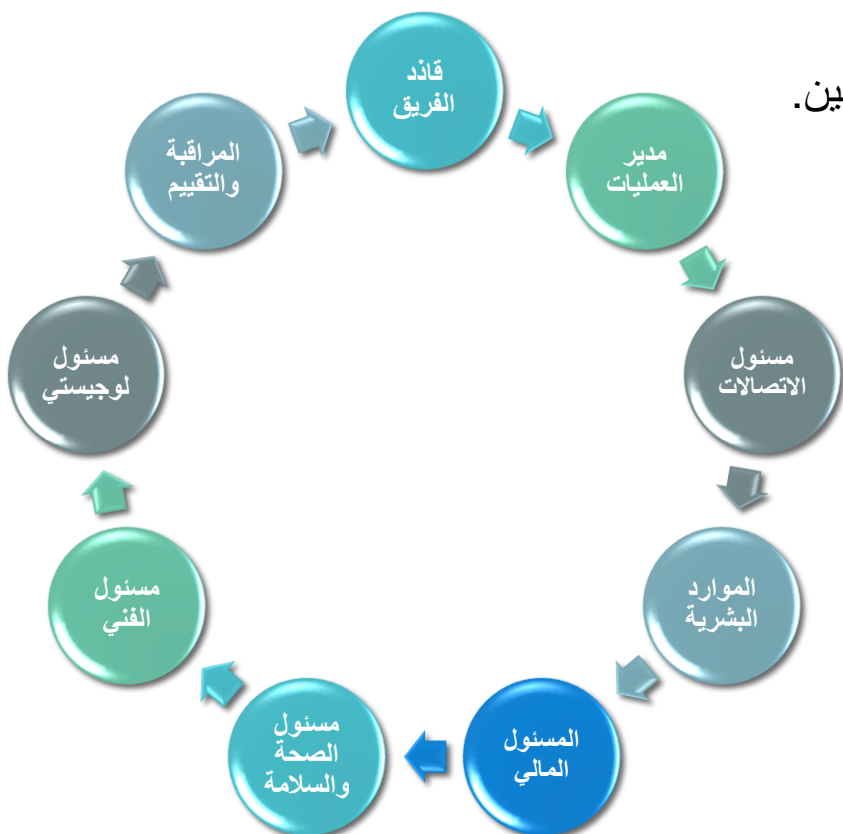 قائد
الفريق
ين.
مدير
العمليات
مسئول
الاتصالات
الموارد
البشرية
المسئول
المالي
مسئول
الصحة
والسلامة
مسئول
الفني
مسئول
لوجيستي
المراقبة
والتقييم